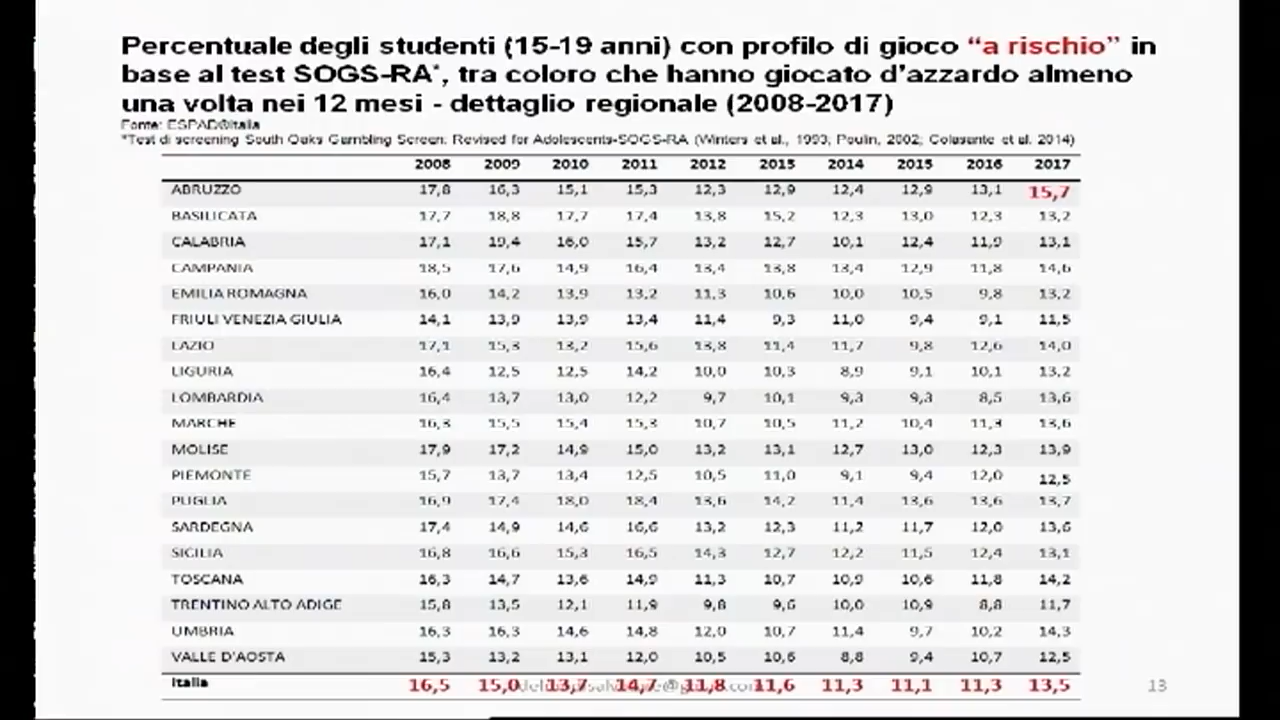 Percentuale degli studenti (15-19 anni) con profilo di gioco “a rischio” in
base al test SOGS-RA*, tra coloro che hanno giocato d’azzardo almeno
una volta nei 12 mesi - dettaglio regionale (2008-2017)
Fonte: ESPAD®Italia
*Test di screening South Oaks Gambling Screen: Revised for Adolescents-SOGS-RA (Winters et al., 1993; Poulin, 2002; Colasante et al. 2014)
2008 2009 2010 2011 2012 2013 2014 2015 2016 2017
ABRUZZO 17,8 16,3 15,1 15,3 12,3 12,9 12,4 12,9 13,1 15,7
BASILICATA 17,7 18,8 17,7 17,4 13,8 15,2 12,3 13,0 12,3 13,2
CALABRIA 17,1 19,4 16,0 15,7 13,2 12,7 10,1 12,4 11,9 13,1
CAMPANIA 18,5 17,6 14,9 16,4 13,4 13,8 13,4 12,9 11,8 14,6
EMILIA ROMAGNA 16,0 14,2 13,9 13,2 11,3 10,6 10,0 10,5 9,8 13,2
FRIULI VENEZIA GIULIA 14,1 13,9 13,9 13,4 11,4 9,3 11,0 9,4 9,1 11,5
LAZIO 17,1 15,3 13,2 15,6 13,8 11,4 11,7 9,8 12,6 14,0
LIGURIA 16,4 12,5 12,5 14,2 10,0 10,3 8,9 9,1 10,1 13,2
LOMBARDIA 16,4 13,7 13,0 12,2 9,7 10,1 9,3 9,3 8,5 13,6
MARCHE 16,3 15,5 15,4 15,3 10,7 10,5 11,2 10,4 11,3 13,6
MOLISE 17,9 17,2 14,9 15,0 13,2 13,1 12,7 13,0 12,3 13,9
PIEMONTE 15,7 13,7 13,4 12,5 10,5 11,0 9,1 9,4 12,0 12,5
PUGLIA 16,9 17,4 18,0 18,4 13,6 14,2 11,4 13,6 13,6 13,7
SARDEGNA 17,4 14,9 14,6 16,6 13,2 12,3 11,2 11,7 12,0 13,6
SICILIA 16,8 16,6 15,3 16,5 14,3 12,7 12,2 11,5 12,4 13,1
TOSCANA 16,3 14,7 13,6 14,9 11,3 10,7 10,9 10,6 11,8 14,2
TRENTINO ALTO ADIGE 15,8 13,5 12,1 11,9 9,8 9,6 10,0 10,9 8,8 11,7
UMBRIA 16,3 16,3 14,6 14,8 12,0 10,7 11,4 9,7 10,2 14,3
VALLE D'AOSTA 15,3 13,2 13,1 12,0 10,5 10,6 8,8 9,4 10,7 12,5
Italia 16,5 15,0 13,7 14,7 11,8 11,6 11,3 11,1 11,3 13,5
13